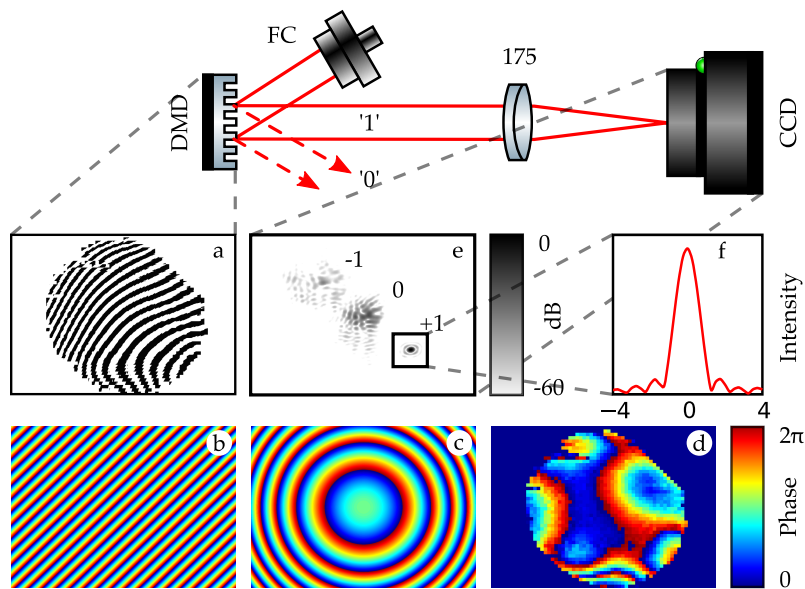 FC
175
DMD
'1'
'0'
CCD
a
e
-1
0
+1
0
dB
-60
f
Intensity
−4
0
4
b
c
d
2π
Phase
0